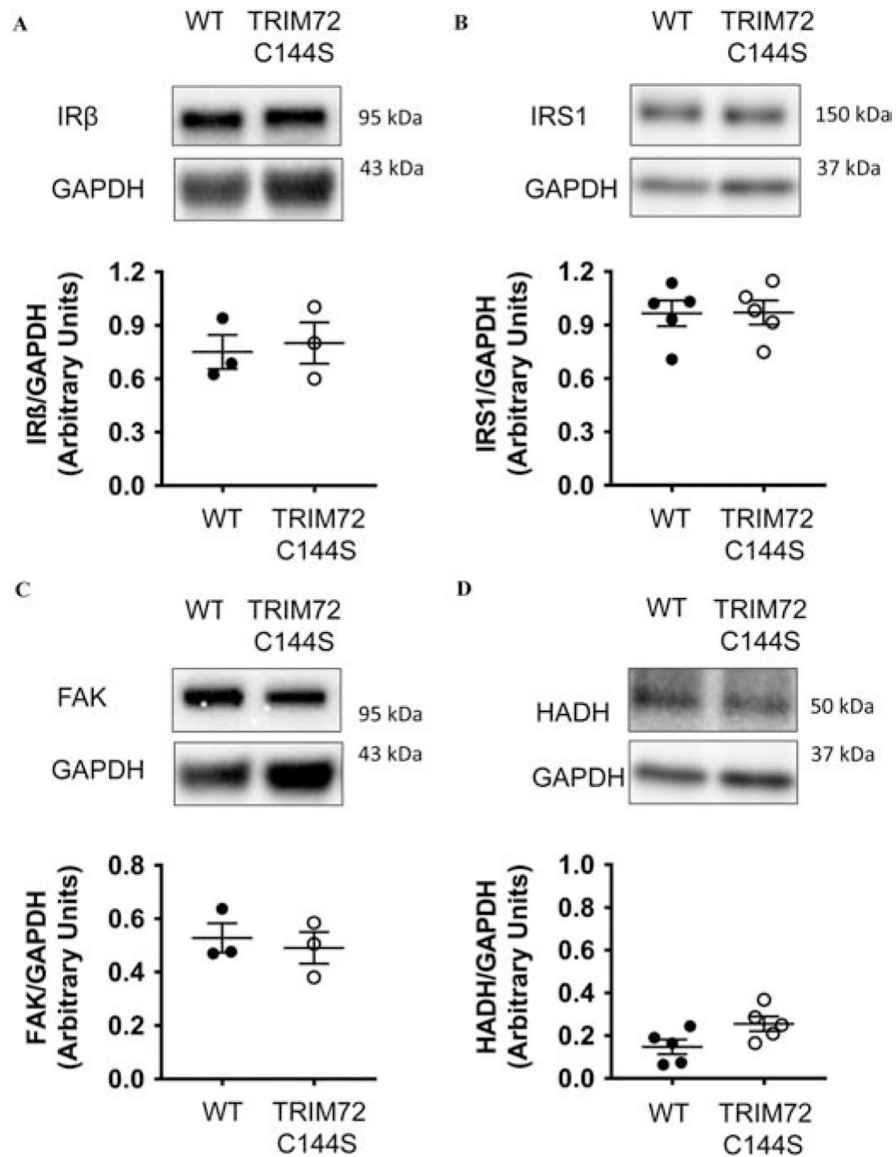 A
WT TRIM72
C144S
IRβ 95 kDa
GAPDH 43 kDa
IRß/GAPDH
(Arbitrary Units)
1.2
0.9
0.6
0.3
0.0
WT TRIM72
C144S
B
WT TRIM72
C144S
IRS1 150 kDa
GAPDH 37 kDa
IRS1/GAPDH
(Arbitrary Units)
1.2
0.9
0.6
0.3
0.0
WT TRIM72
C144S
C
WT TRIM72
C144S
FAK 95 kDa
GAPDH 43 kDa
FAK/GAPDH
(Arbitrary Units)
0.8
0.6
0.4
0.2
0.0
WT TRIM72
C144S
D
WT TRIM72
C144S
HADH 50 kDa
GAPDH 37 kDa
HADH/GAPDH
(Arbitrary Units)
1.0
0.8
0.6
0.4
0.2
0.0
WT TRIM72
C144S